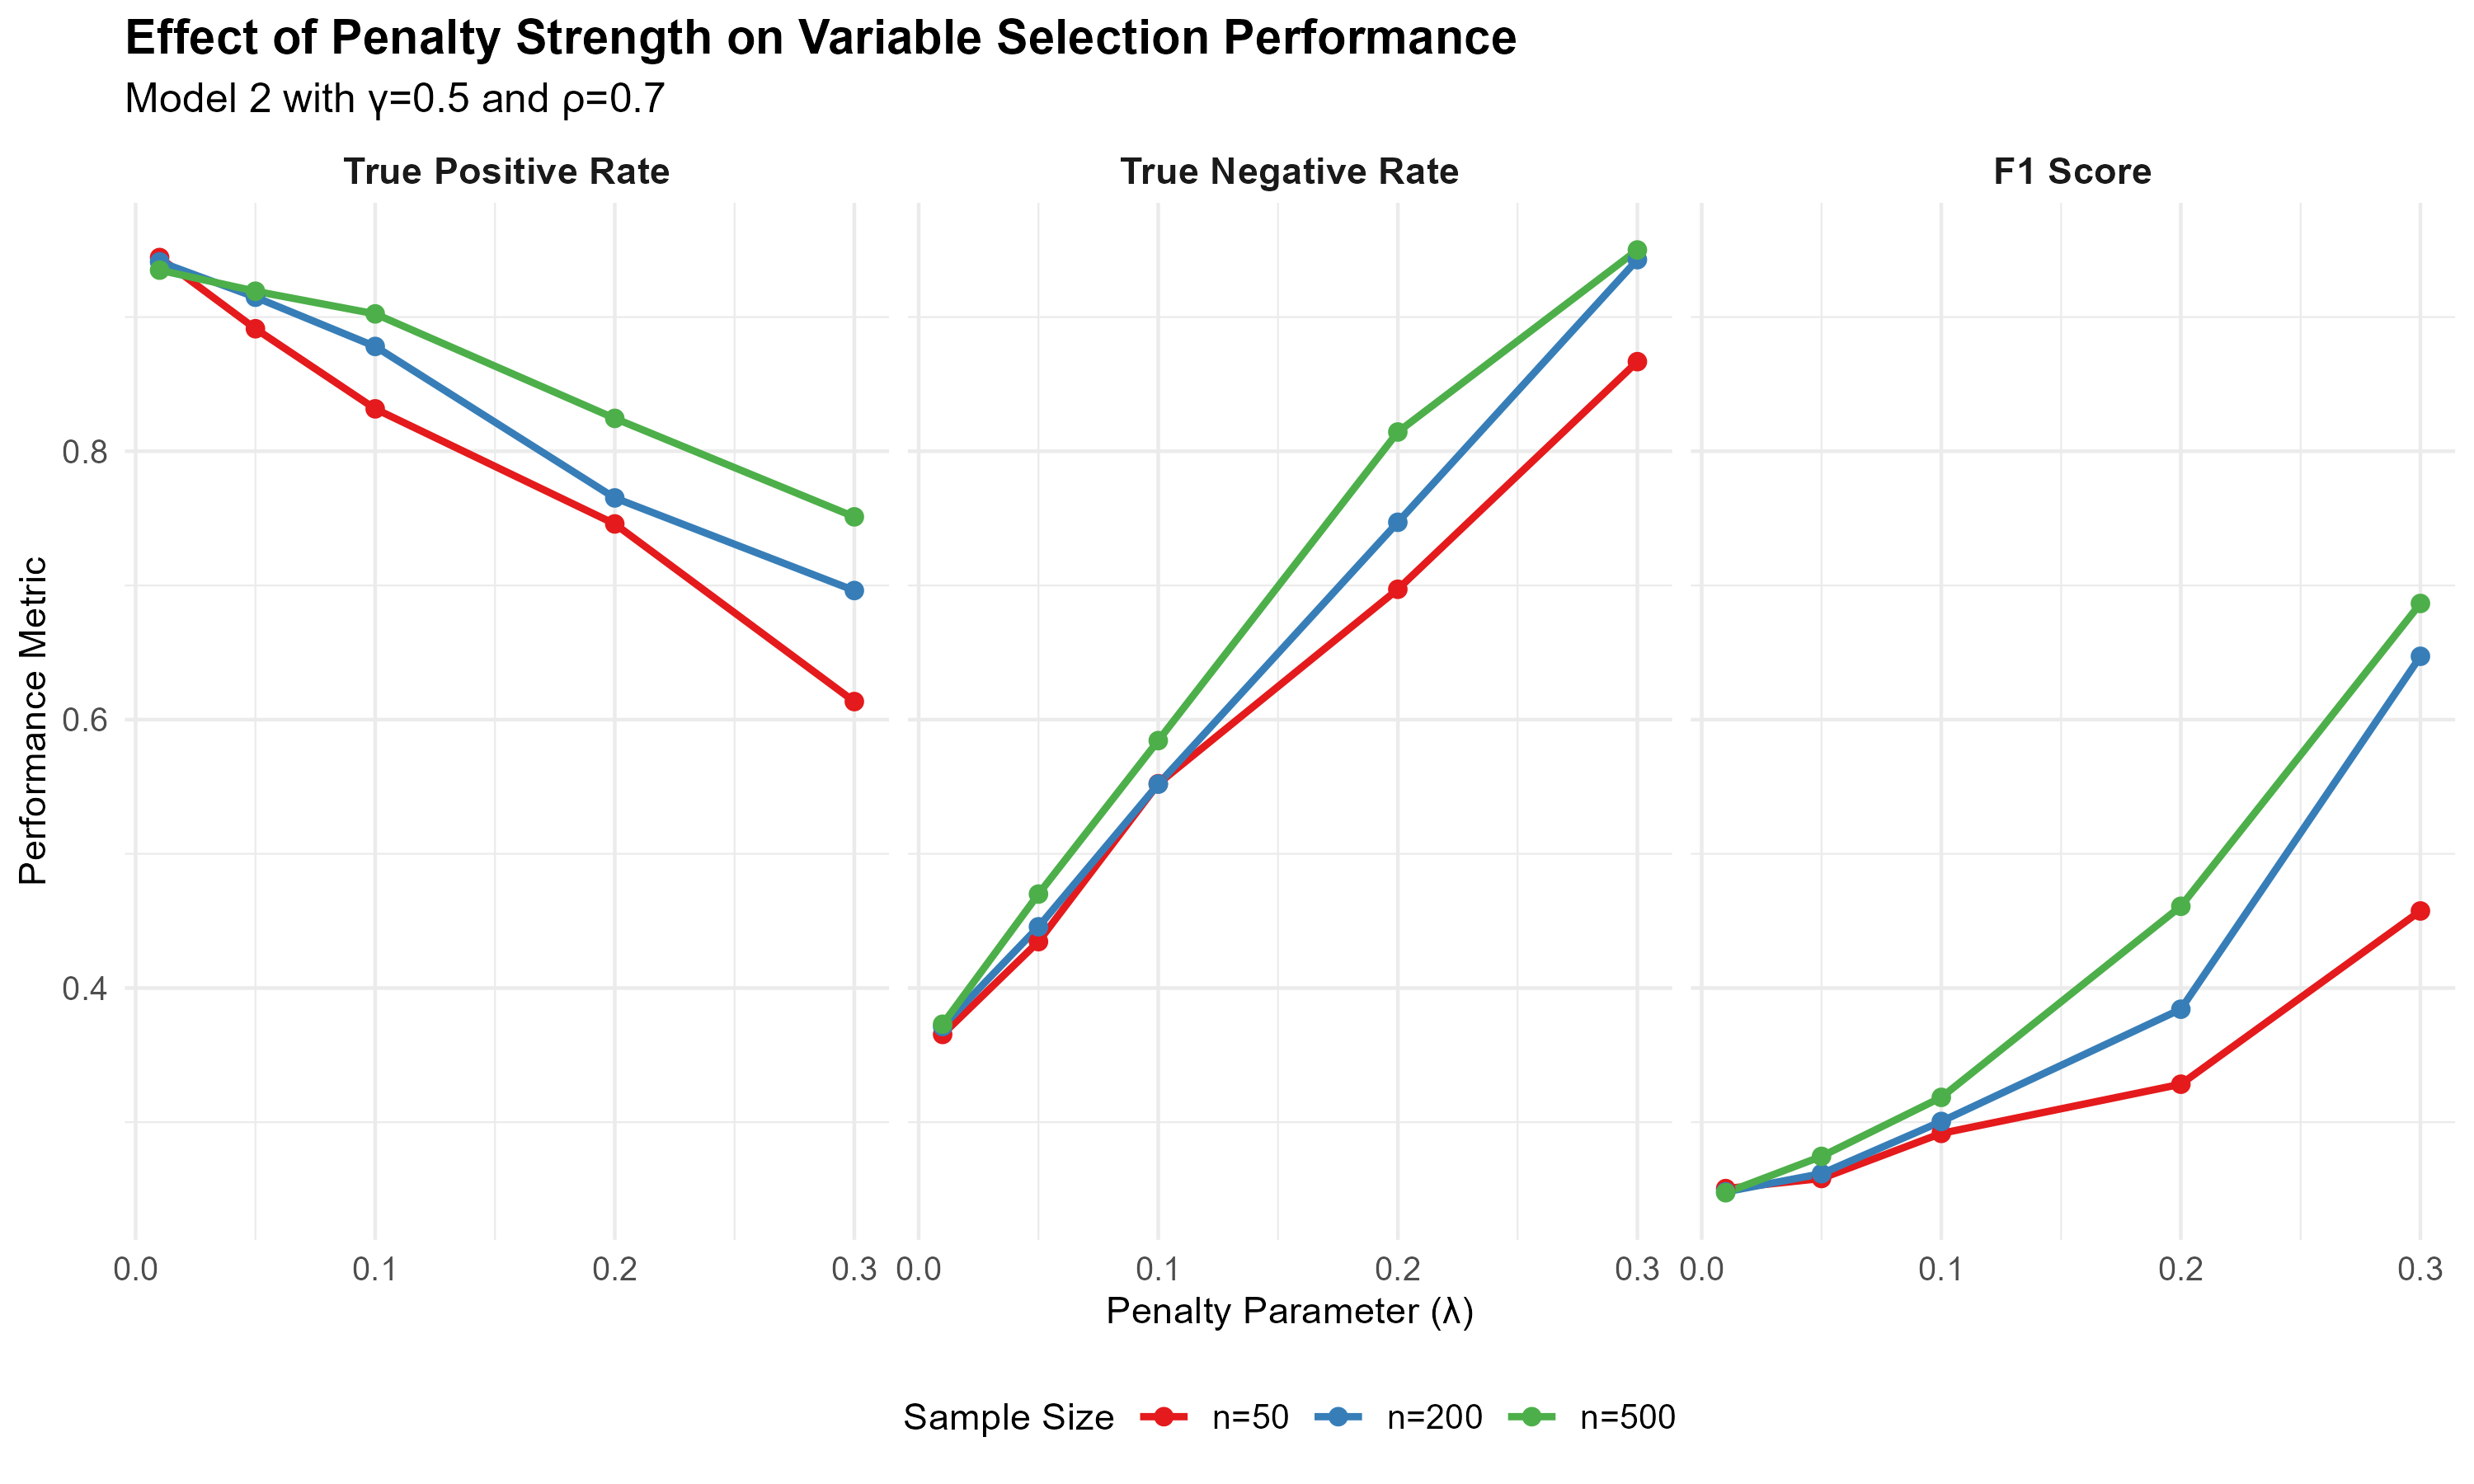 Effect of Penalty Strength on Variable Selection Performance
Model 2 with γ=0.5 and ρ=0.7
True Positive Rate
True Negative Rate
F1 Score
Performance Metric
0.8
0.6
0.4
0.0 0.1 0.2 0.3
0.0 0.1 0.2 0.3
0.0 0.1 0.2 0.3
Penalty Parameter (λ)
Sample Size n=50 n=200 n=500